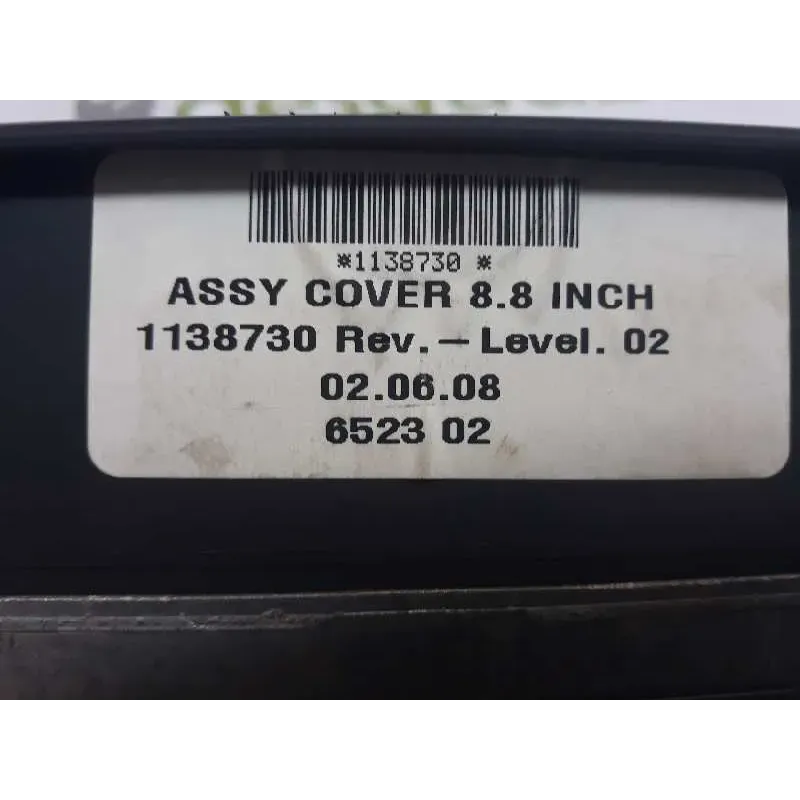 *1138730 *
ASSY COVER 8.8 INCH
1138730 Rev. – Level. 02
02.06.08
6523 02